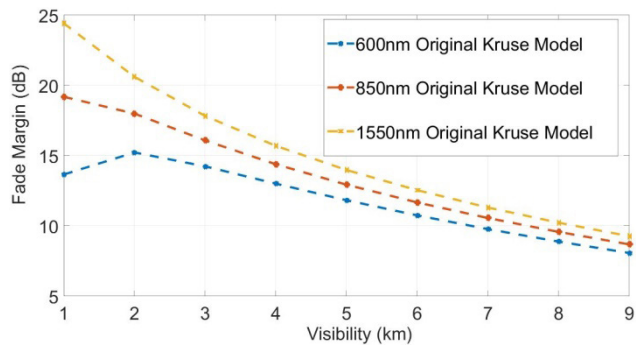 25
20
15
10
5
Fade Margin (dB)
600nm Original Kruse Model
850nm Original Kruse Model
1550nm Original Kruse Model
1 2 3 4 5 6 7 8 9
Visibility (km)